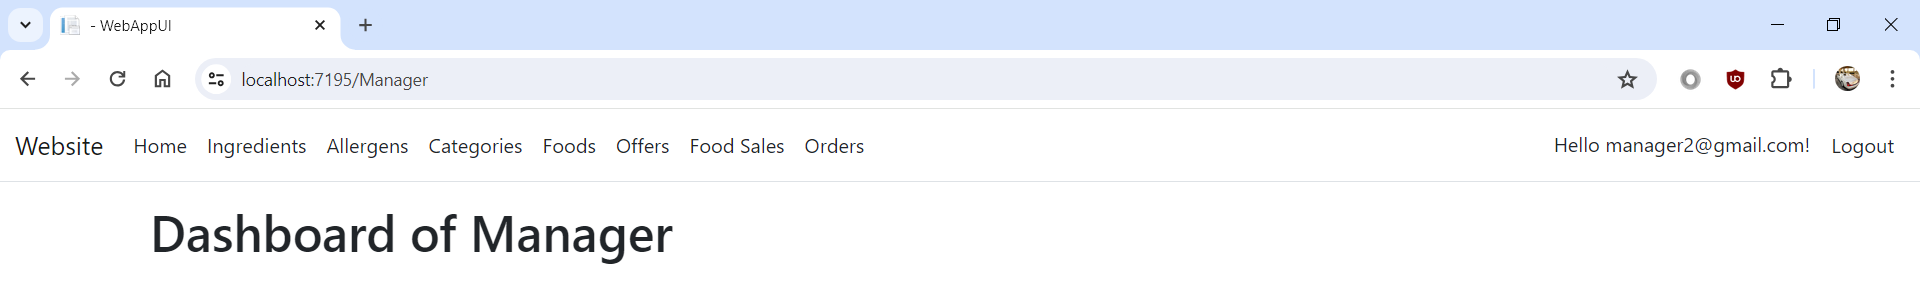 - WebAppUI
localhost:7195/Manager
Website Home Ingredients Allergens Categories Foods Offers Food Sales Orders Hello manager2@gmail.com! Logout
Dashboard of Manager